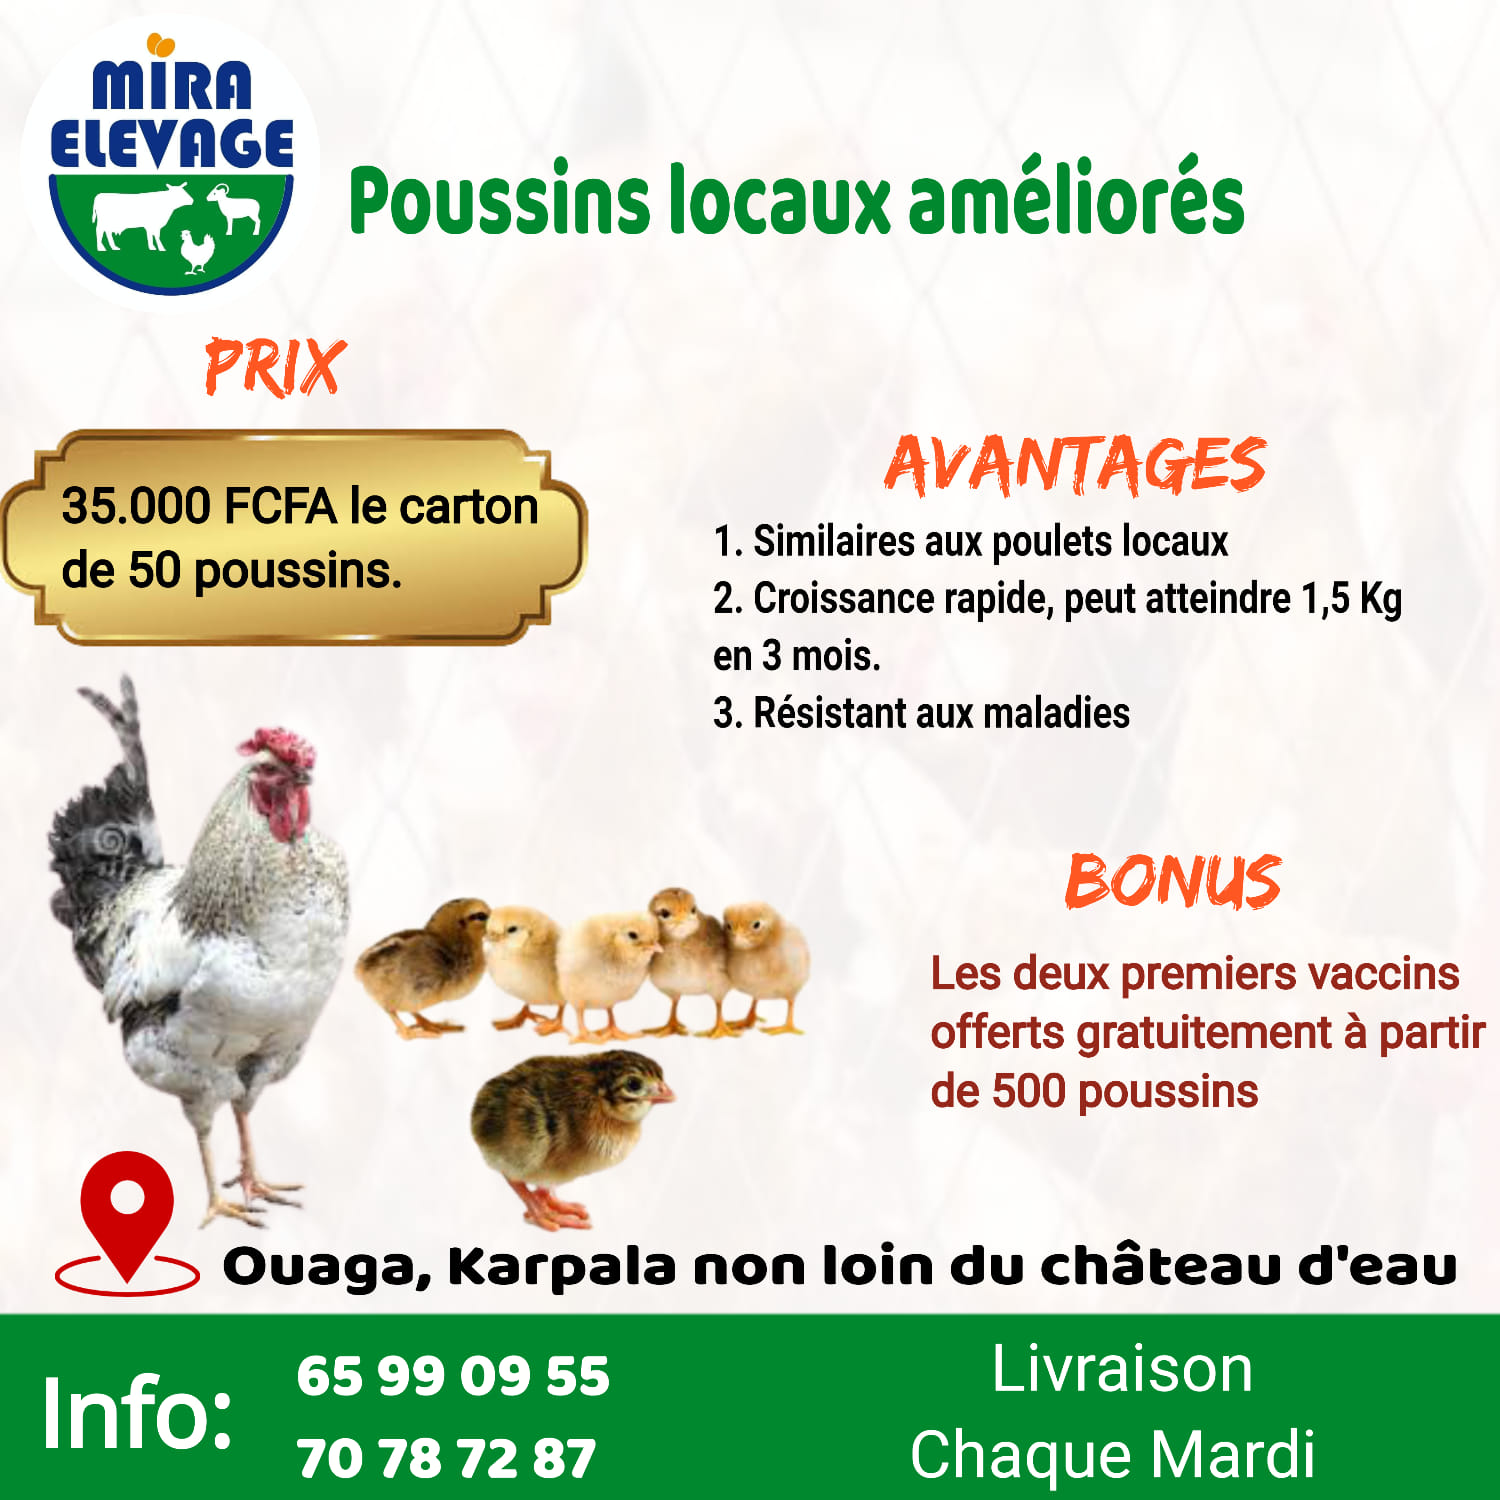 MIRA
ELEVAGE
Poussins locaux améliorés
PRIX
35.000 FCFA le carton
de 50 poussins.
AVANTAGES
1. Similaires aux poulets locaux
2. Croissance rapide, peut atteindre 1,5 Kg
en 3 mois.
3. Résistant aux maladies
BONUS
Les deux premiers vaccins
offerts gratuitement à partir
de 500 poussins
Ouaga, Karpala non loin du château d'eau
Info:
65 99 09 55
70 78 72 87
Livraison
Chaque Mardi